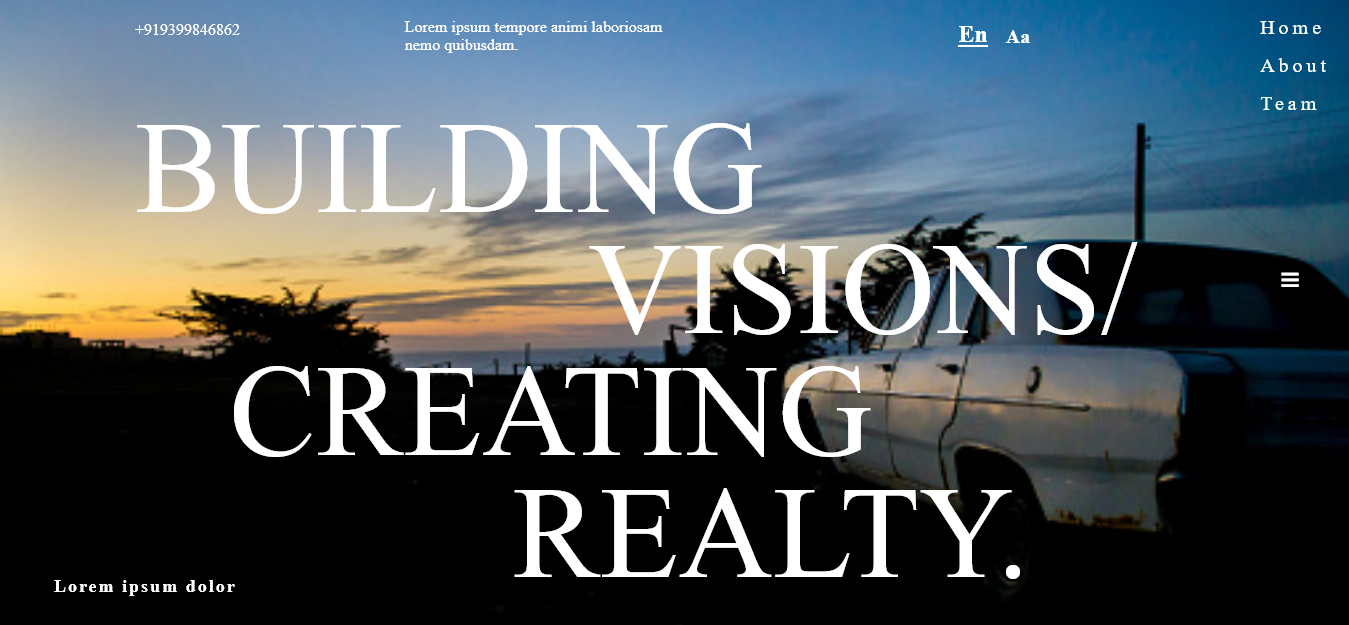 +919399846862
Lorem ipsum tempore animi laboriosam
nemo quibusdam.
En Aa
Home
About
Team
BUILDING
VISIONS/
CREATING
REALTY.
Lorem ipsum dolor